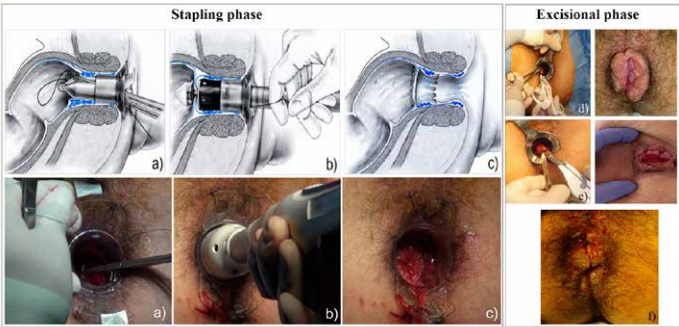 Stapling phase
Excisional phase
a)
b)
c)
d)
e)
a)
b)
c)
f)